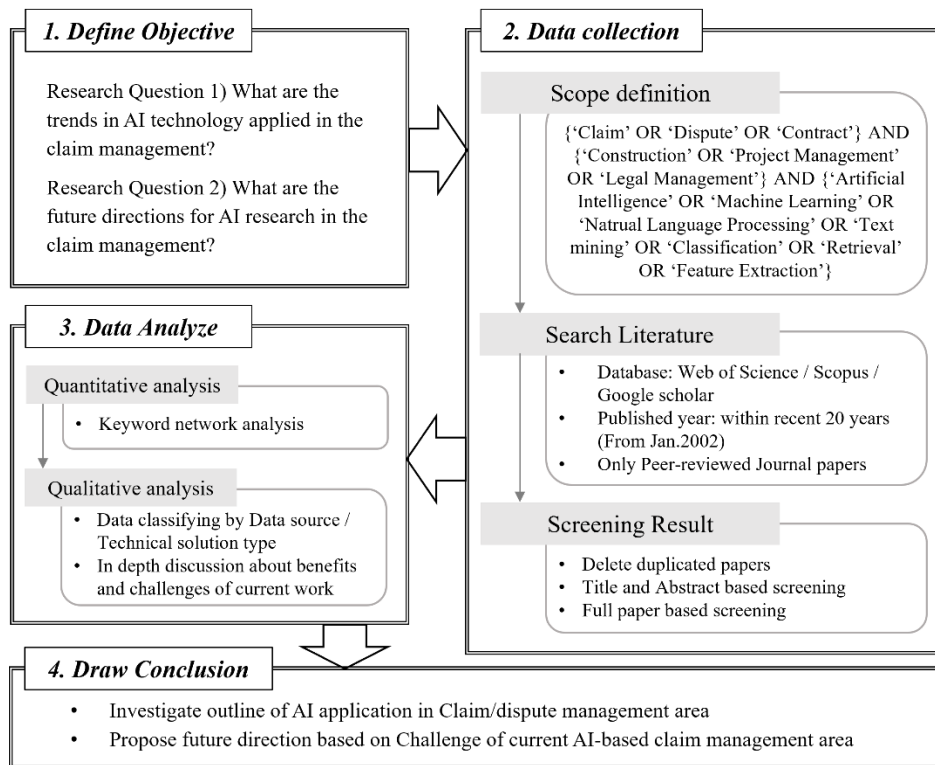 1. Define Objective
Research Question 1) What are the
trends in AI technology applied in the
claim management?
Research Question 2) What are the
future directions for AI research in the
claim management?
2. Data collection
Scope definition
{‘Claim’ OR ‘Dispute’ OR ‘Contract’} AND
{‘Construction’ OR ‘Project Management’
OR ‘Legal Management’} AND {‘Artificial
Intelligence’ OR ‘Machine Learning’ OR
‘Natrual Language Processing’ OR ‘Text
mining’ OR ‘Classification’ OR ‘Retrieval’
OR ‘Feature Extraction’}
Search Literature
• Database: Web of Science / Scopus /
Google scholar
• Published year: within recent 20 years
(From Jan.2002)
• Only Peer-reviewed Journal papers
Screening Result
• Delete duplicated papers
• Title and Abstract based screening
• Full paper based screening
3. Data Analyze
Quantitative analysis
• Keyword network analysis
Qualitative analysis
• Data classifying by Data source /
Technical solution type
• In depth discussion about benefits
and challenges of current work
4. Draw Conclusion
• Investigate outline of AI application in Claim/dispute management area
• Propose future direction based on Challenge of current AI-based claim management area